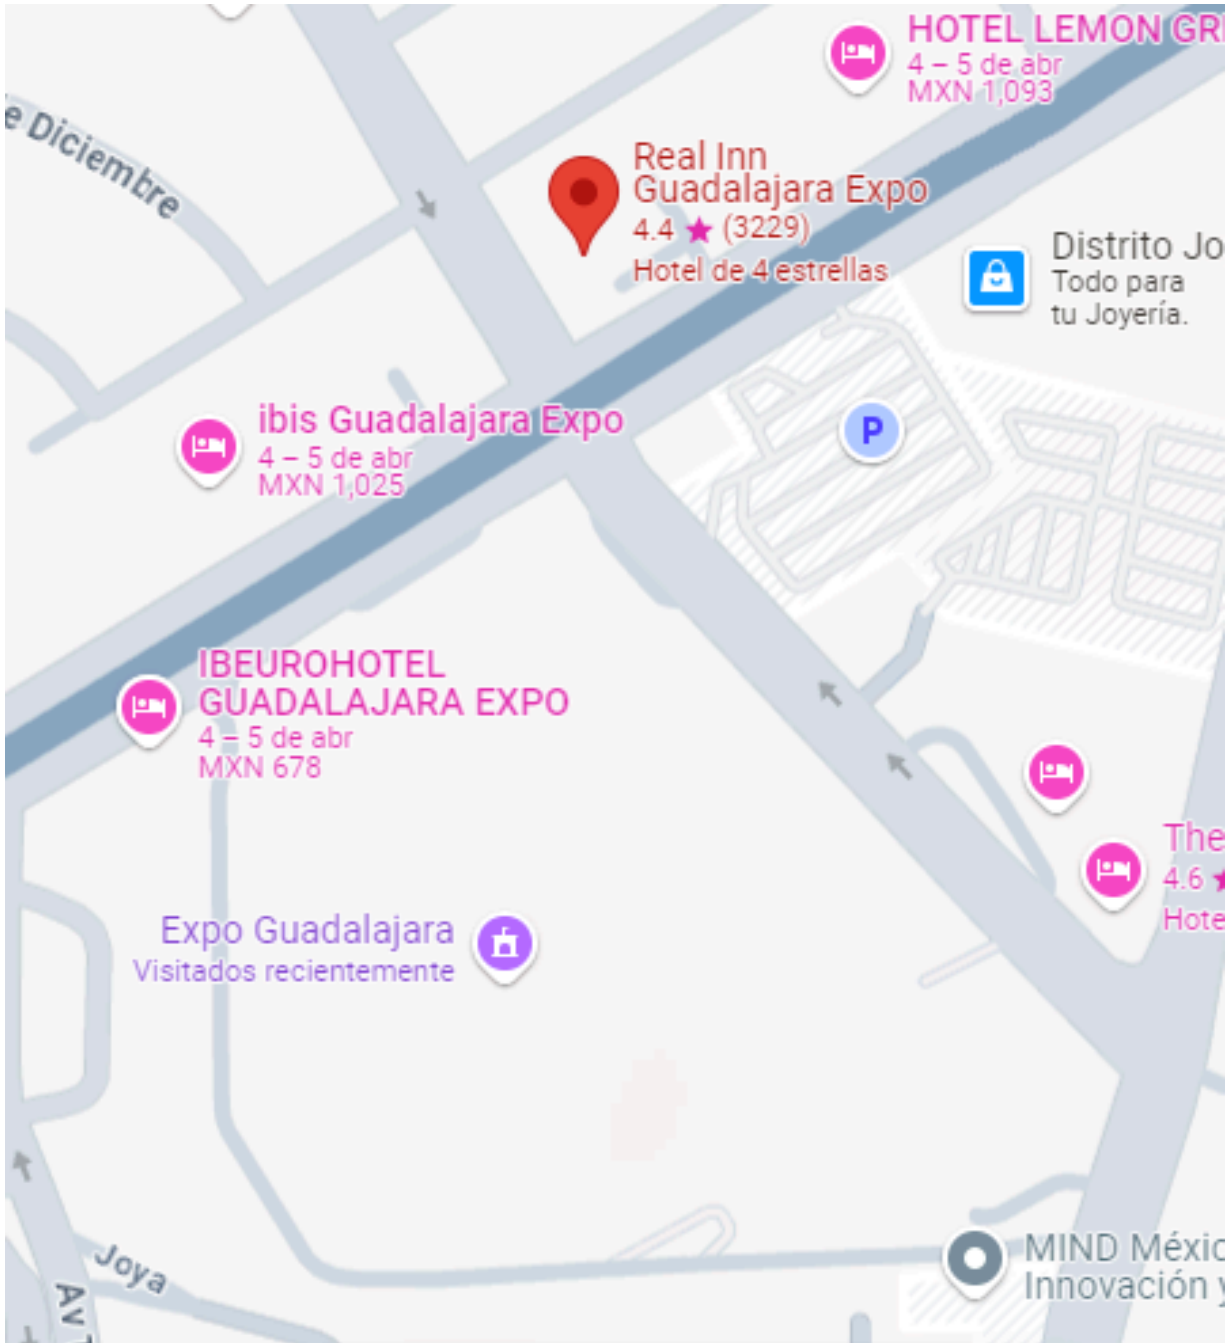 HOTEL LEMON GR
4 – 5 de abr
MXN 1,093
e Diciembre
Real Inn
Guadalajara Expo
4.4 ★ (3229)
Hotel de 4 estrellas
Distrito Jo
Todo para
tu Joyería.
ibis Guadalajara Expo
4 – 5 de abr
MXN 1,025
P
IBEUROHOTEL
GUADALAJARA EXPO
4 – 5 de abr
MXN 678
The
4.6 ★
Hote
Expo Guadalajara
Visitados recientemente
MIND Méxic
Innovación y
Joya
Av